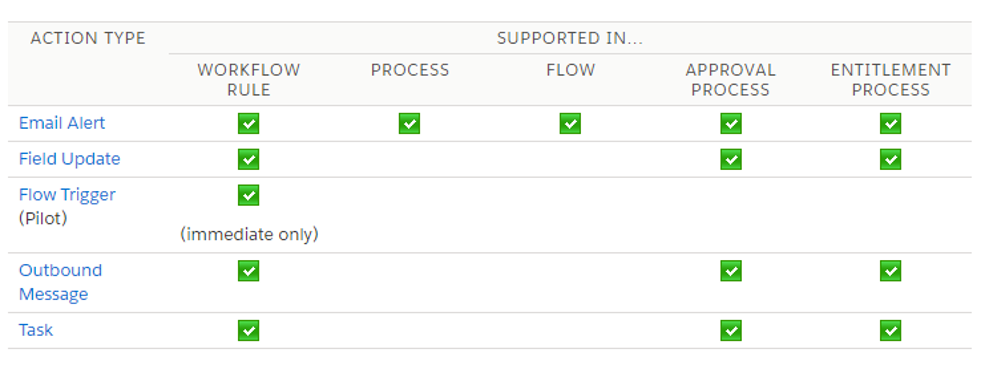 ACTION TYPE
SUPPORTED IN...
WORKFLOW RULE
PROCESS
FLOW
APPROVAL PROCESS
ENTITLEMENT PROCESS
Email Alert
Field Update
Flow Trigger
(Pilot)
(immediate only)
Outbound
Message
Task